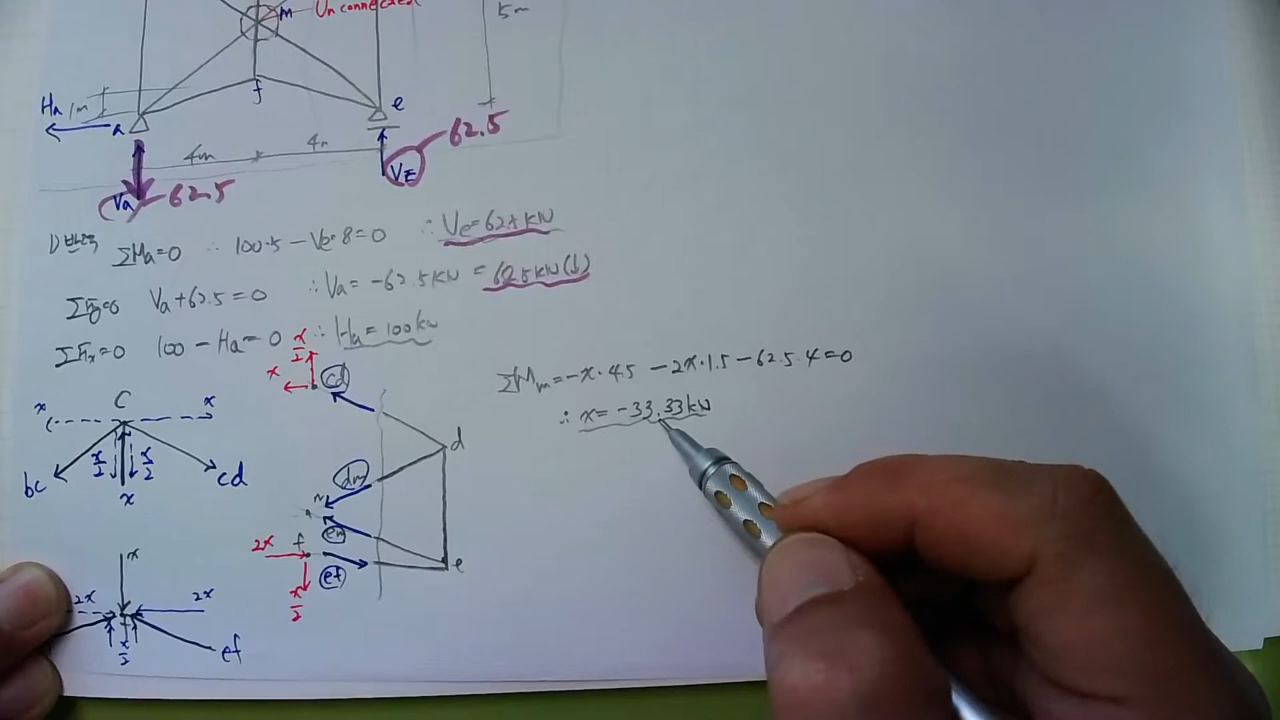 m Unconnected
5m
f
Ha 1m
a
e
4m 4m
Va 62.5
VE 62.5
1) 반력 ΣMa=0 ∴ 100·5 - Ve·8=0 ∴ Ve=62.5kN
ΣFy=0 Va+62.5=0 ∴ Va=-62.5kN = 62.5kN(↓)
ΣFx=0 100 - Ha=0 ∴ Ha=100kN
ΣMm=-x·4.5 -2x·1.5 -62.5·4=0
∴ x=-33.33kN
x C x
x/2 x/2
bc x cd
x/2
x cd
d
dm
m
em
2x f
ef e
x/2
x
2x 2x
f
x/2 ef